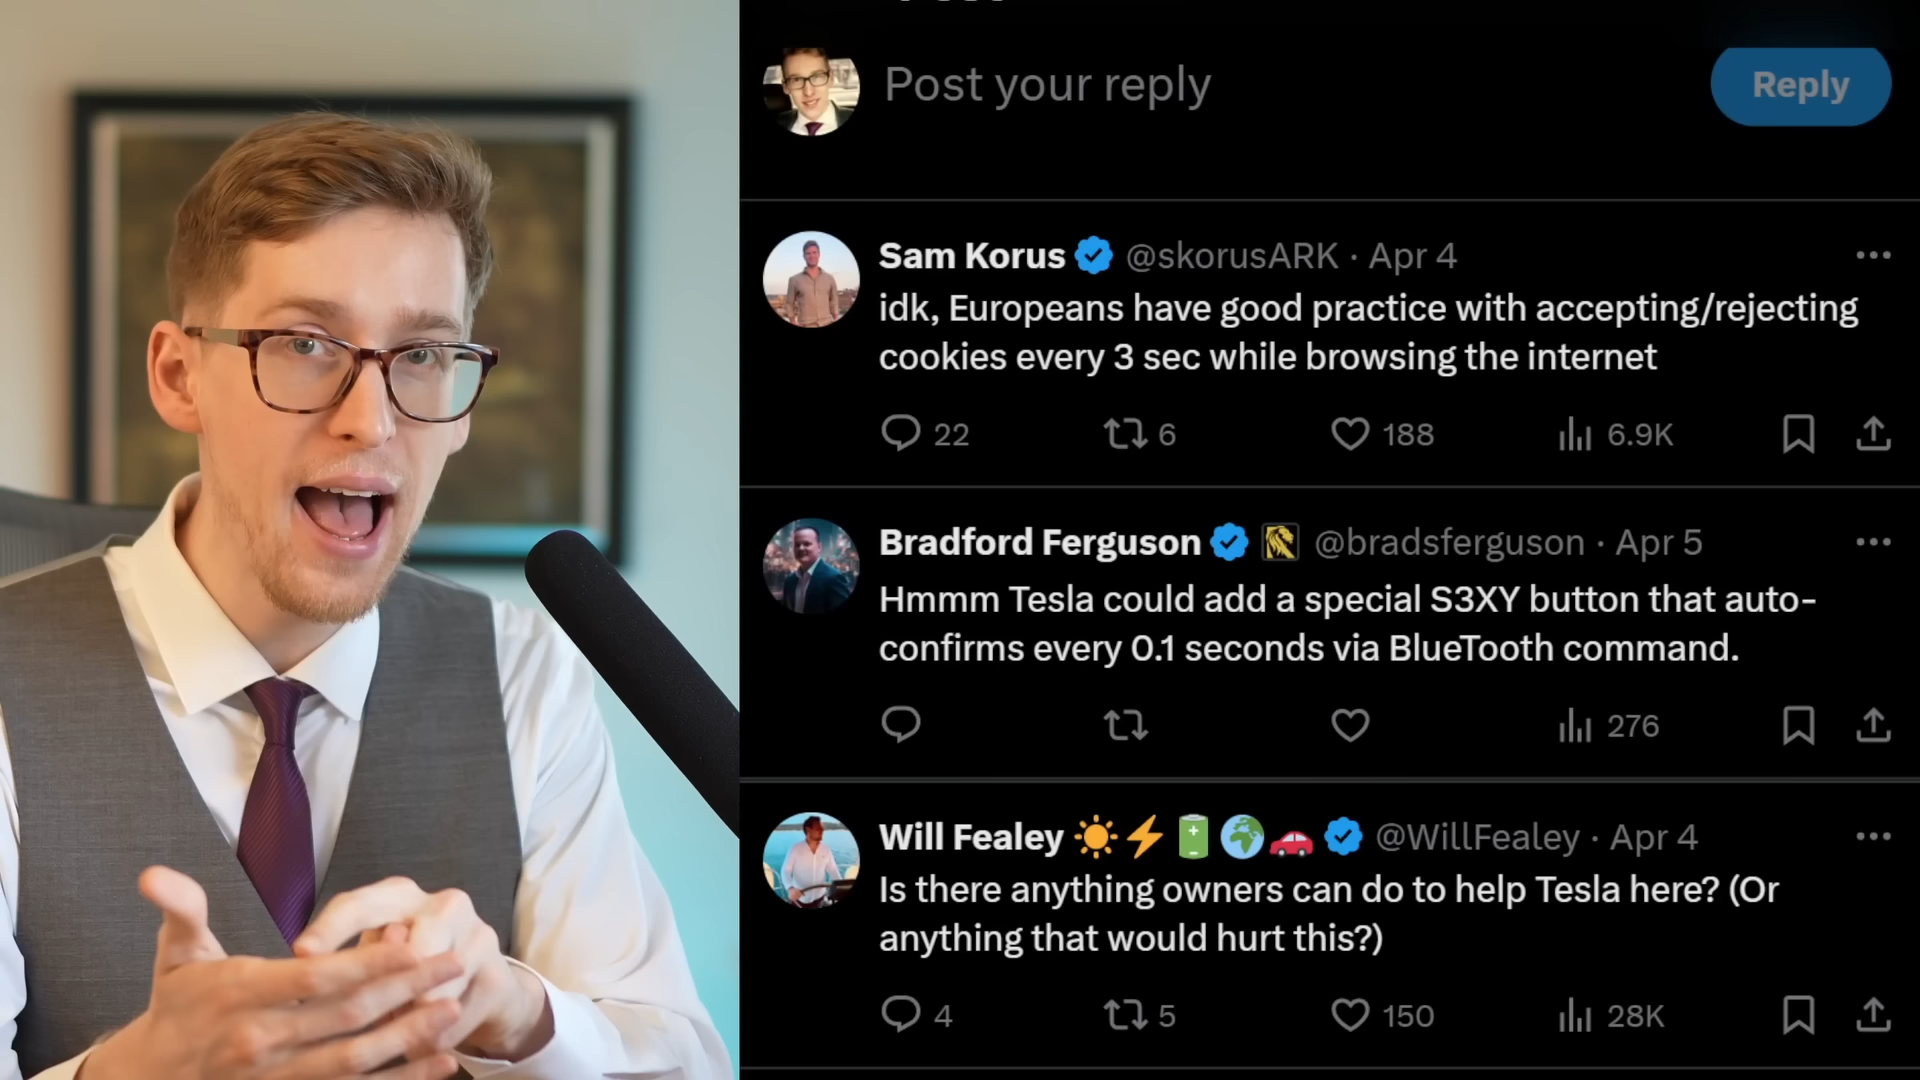 Post your reply
Reply
Sam Korus @skorusARK · Apr 4
idk, Europeans have good practice with accepting/rejecting
cookies every 3 sec while browsing the internet
22 6 188 6.9K
Bradford Ferguson @bradsferguson · Apr 5
Hmmm Tesla could add a special S3XY button that auto-
confirms every 0.1 seconds via BlueTooth command.
276
Will Fealey ☀️⚡🔋🌍🚗 @WillFealey · Apr 4
Is there anything owners can do to help Tesla here? (Or
anything that would hurt this?)
4 5 150 28K